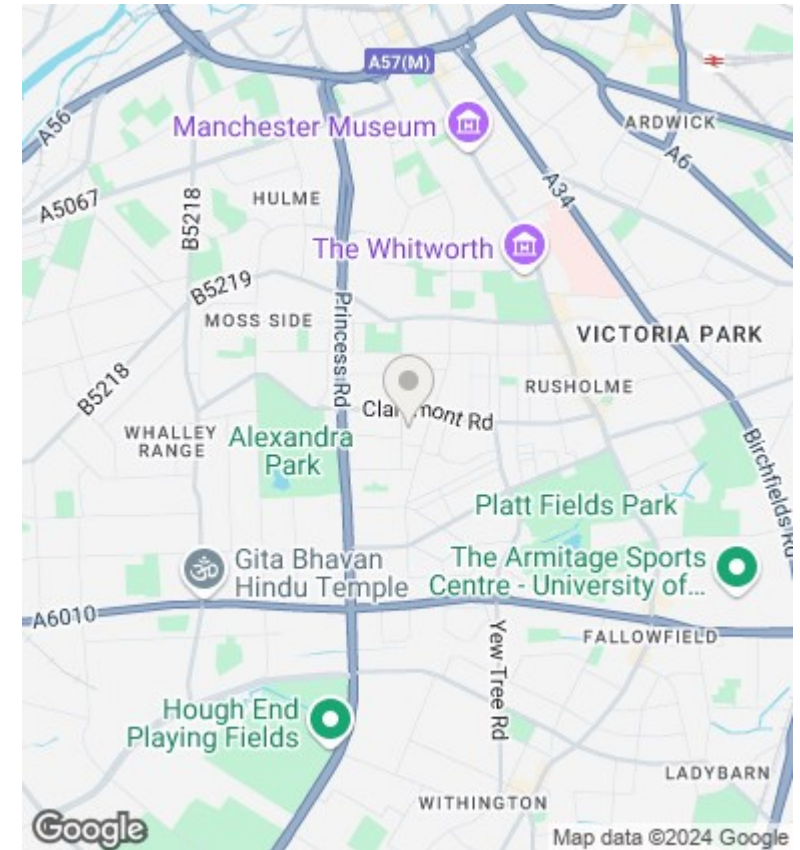 A57(M)
A56
Manchester Museum
ARDWICK
A6
A5067
B5218
HULME
A34
The Whitworth
B5219
Princess Rd
MOSS SIDE
VICTORIA PARK
B5218
RUSHOLME
Claremont Rd
WHALLEY
RANGE
Alexandra
Park
Birchfields Rd
Platt Fields Park
Gita Bhavan
Hindu Temple
The Armitage Sports
Centre - University of...
A6010
Yew Tree Rd
FALLOWFIELD
Hough End
Playing Fields
LADYBARN
WITHINGTON
Google
Map data ©2024 Google